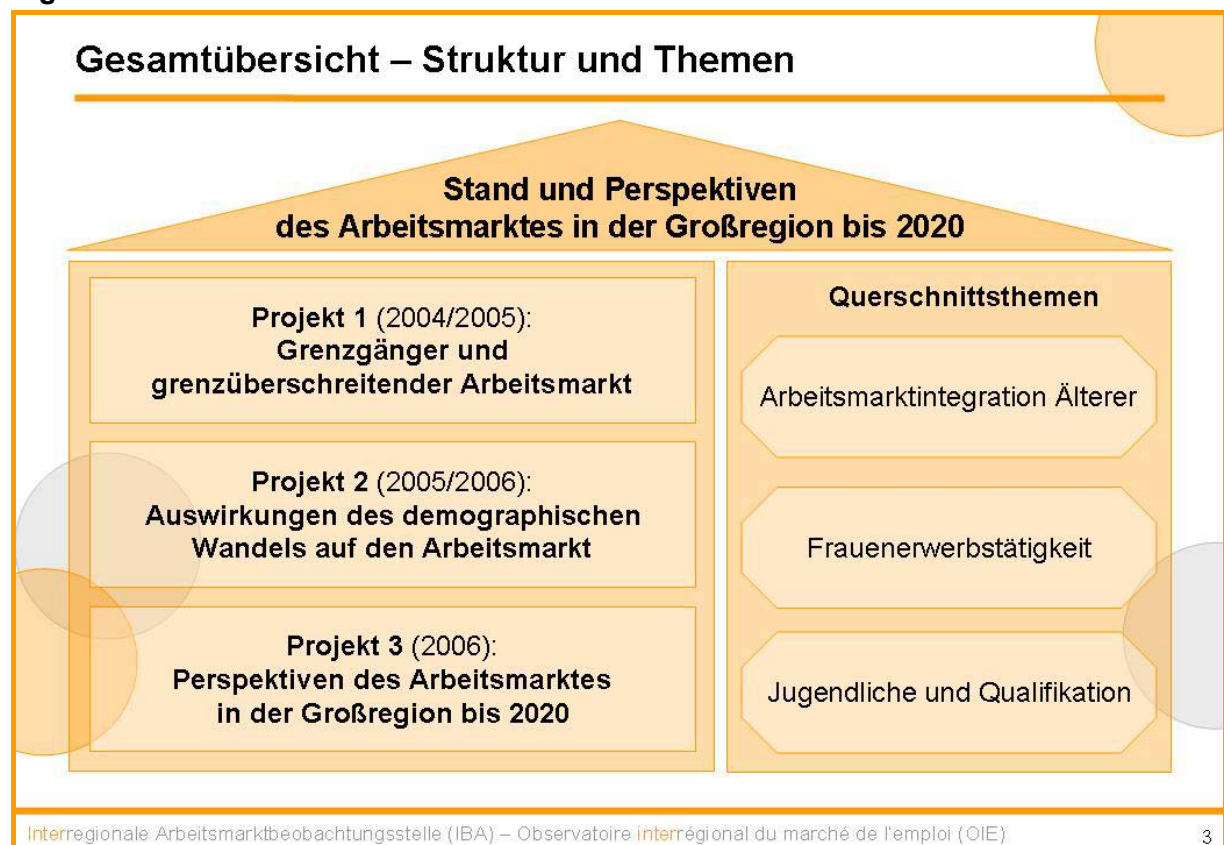 Gesamtübersicht – Struktur und Themen
Stand und Perspektiven
des Arbeitsmarktes in der Großregion bis 2020
Projekt 1 (2004/2005):
Grenzgänger und
grenzüberschreitender Arbeitsmarkt
Projekt 2 (2005/2006):
Auswirkungen des demographischen
Wandels auf den Arbeitsmarkt
Projekt 3 (2006):
Perspektiven des Arbeitsmarktes
in der Großregion bis 2020
Querschnittsthemen
Arbeitsmarktintegration Älterer
Frauenerwerbstätigkeit
Jugendliche und Qualifikation
Interregionale Arbeitsmarktbeobachtungsstelle (IBA) – Observatoire interrégional du marché de l'emploi (OIE)
3